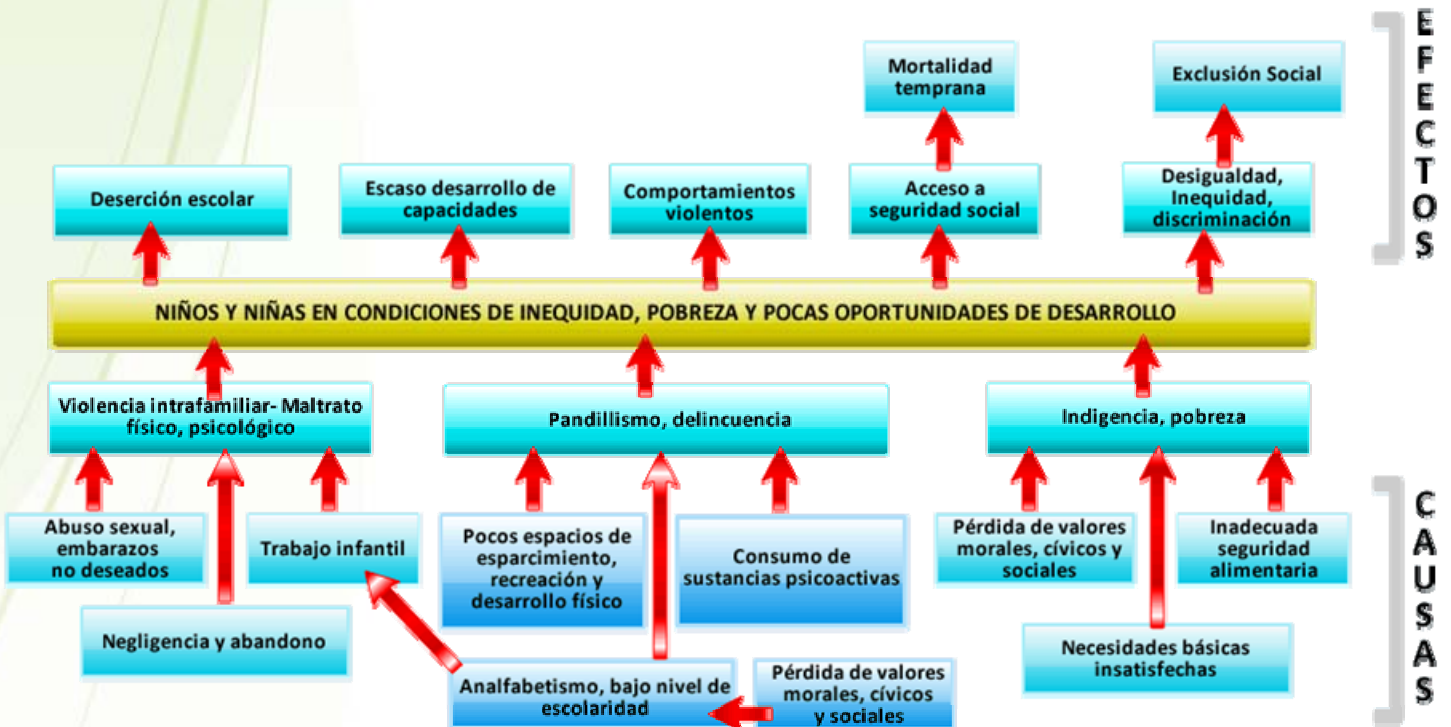 EFECTOS
Mortalidad
temprana
Exclusión Social
Deserción escolar
Escaso desarrollo de
capacidades
Comportamientos
violentos
Acceso a
seguridad social
Desigualdad,
Inequidad,
discriminación
NIÑOS Y NIÑAS EN CONDICIONES DE INEQUIDAD, POBREZA Y POCAS OPORTUNIDADES DE DESARROLLO
Violencia intrafamiliar- Maltrato
físico, psicológico
Pandillismo, delincuencia
Indigencia, pobreza
CAUSAS
Abuso sexual,
embarazos
no deseados
Trabajo infantil
Pocos espacios de
esparcimiento,
recreación y
desarrollo físico
Consumo de
sustancias psicoactivas
Pérdida de valores
morales, cívicos y
sociales
Inadecuada
seguridad
alimentaria
Negligencia y abandono
Necesidades básicas
insatisfechas
Analfabetismo, bajo nivel de
escolaridad
Pérdida de valores
morales, cívicos
y sociales